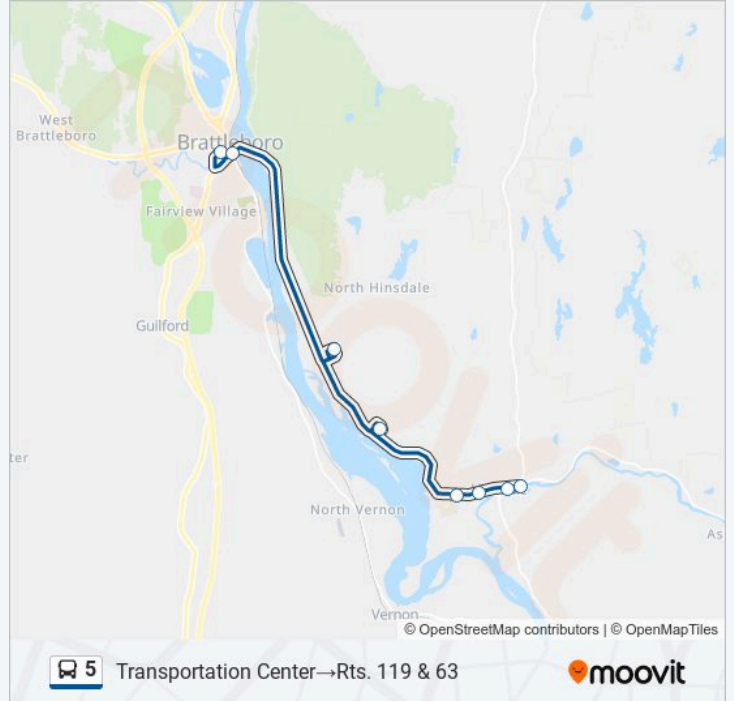 West
Brattleboro
Brattleboro
Fairview Village
North Hinsdale
Guilford
ter
North Vernon
As
Vernon
© OpenStreetMap contributors | © OpenMapTiles
5 Transportation Center→Rts. 119 & 63
moovit